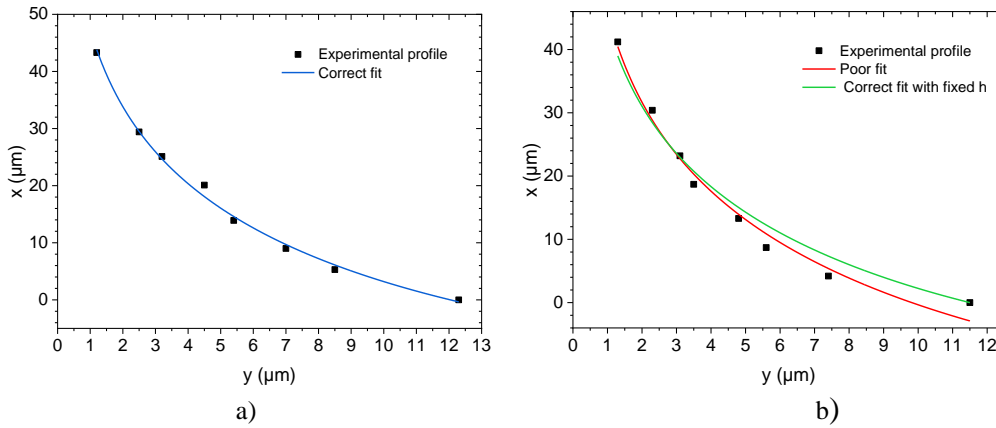 50
40
30
20
10
0
x (μm)
0 1 2 3 4 5 6 7 8 9 10 11 12 13
y (μm)
Experimental profile
Correct fit
a)
40
30
20
10
0
x (μm)
0 1 2 3 4 5 6 7 8 9 10 11 12
y (μm)
Experimental profile
Poor fit
Correct fit with fixed h
b)